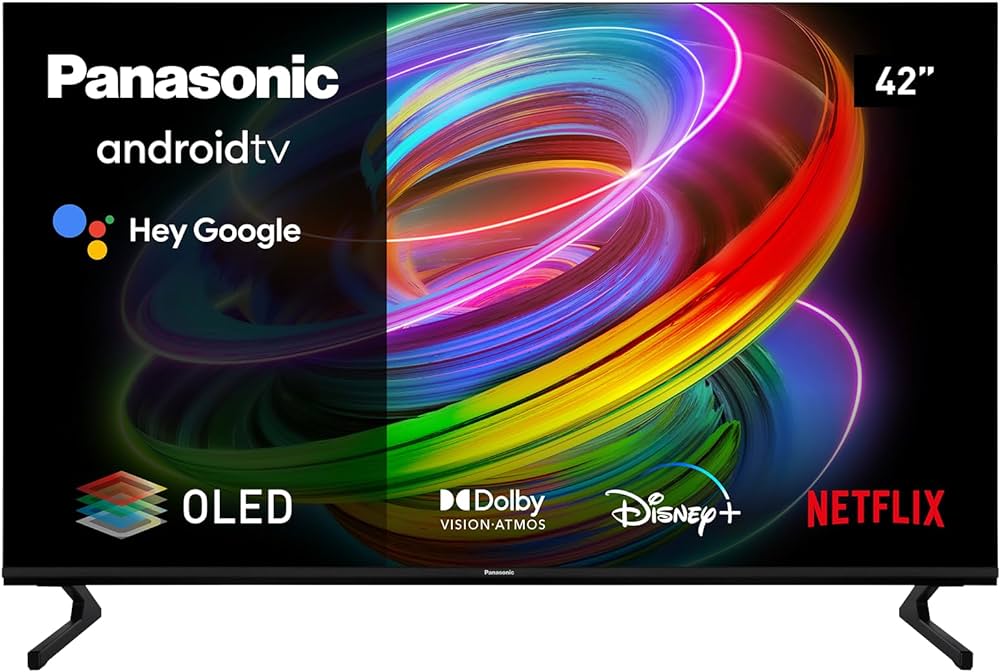 Panasonic
42”
androidtv
Hey Google
OLED
Dolby
VISION·ATMOS
Disney+
NETFLIX
Panasonic